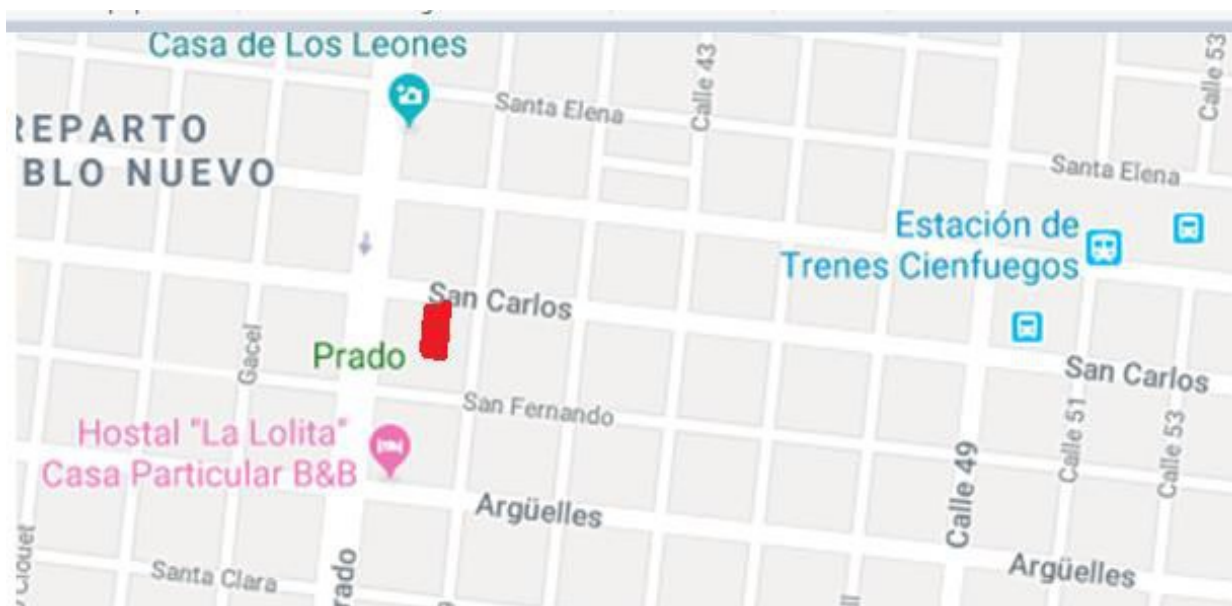 Casa de Los Leones
Santa Elena
Calle 43
Calle 53
REPARTO
BLO NUEVO
Santa Elena
Estación de
Trenes Cienfuegos
San Carlos
Prado
Gacel
San Carlos
San Fernando
Hostal "La Lolita"
Casa Particular B&B
Calle 49
Calle 51
Calle 53
Argüelles
Argüelles
Clouet
Santa Clara
rado